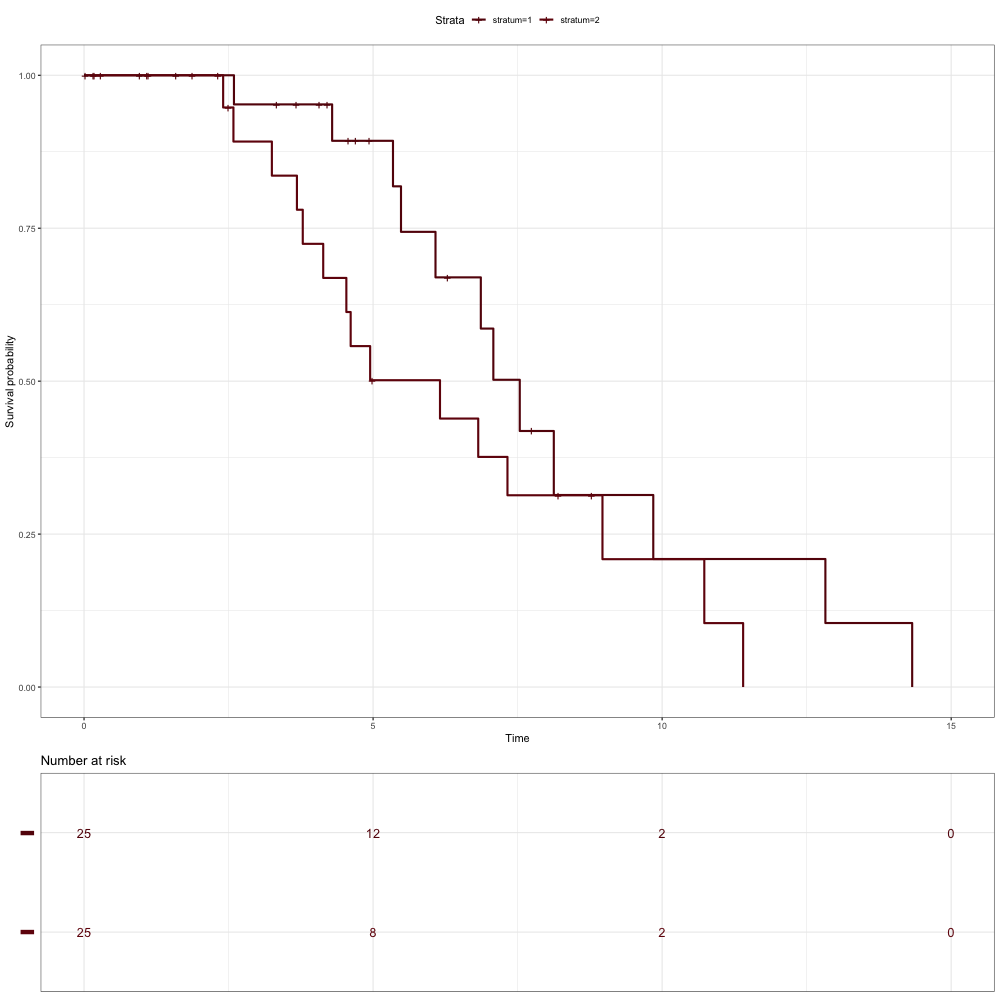 Strata stratum=1 stratum=2
1.00
0.75
0.50
0.25
0.00
Survival probability
0 5 10 15
Time
Number at risk
25 12 2 0
25 8 2 0